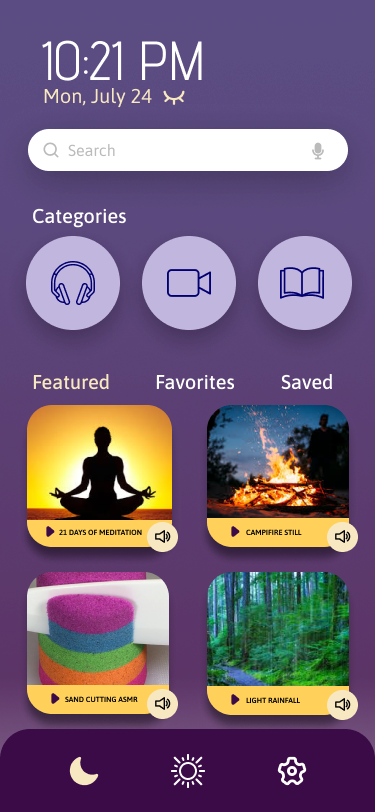 10:21 PM
Mon, July 24
Search
Categories
Featured Favorites Saved
21 DAYS OF MEDITATION
CAMPFIRE STILL
SAND CUTTING ASMR
LIGHT RAINFALL